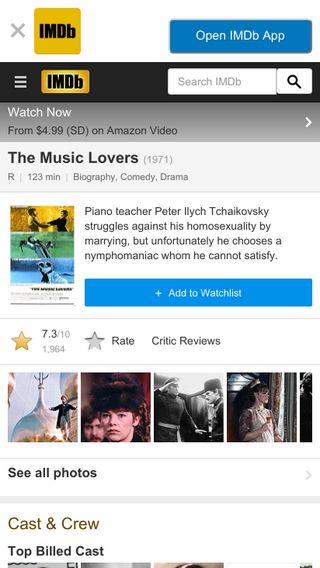 IMDb
Open IMDb App
IMDb
Search IMDb
Watch Now
From $4.99 (SD) on Amazon Video
The Music Lovers (1971)
R | 123 min | Biography, Comedy, Drama
Piano teacher Peter Ilych Tchaikovsky
struggles against his homosexuality by
marrying, but unfortunately he chooses a
nymphomaniac whom he cannot satisfy.
THE MUSIC LOVERS
+ Add to Watchlist
7.3/10
1,964
Rate
Critic Reviews
See all photos
Cast & Crew
Top Billed Cast